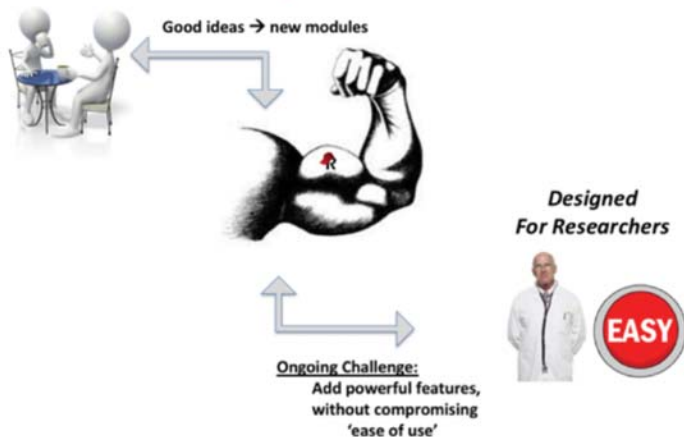 Good ideas → new modules
R
Designed
For Researchers
EASY
Ongoing Challenge:
Add powerful features,
without compromising
'ease of use'